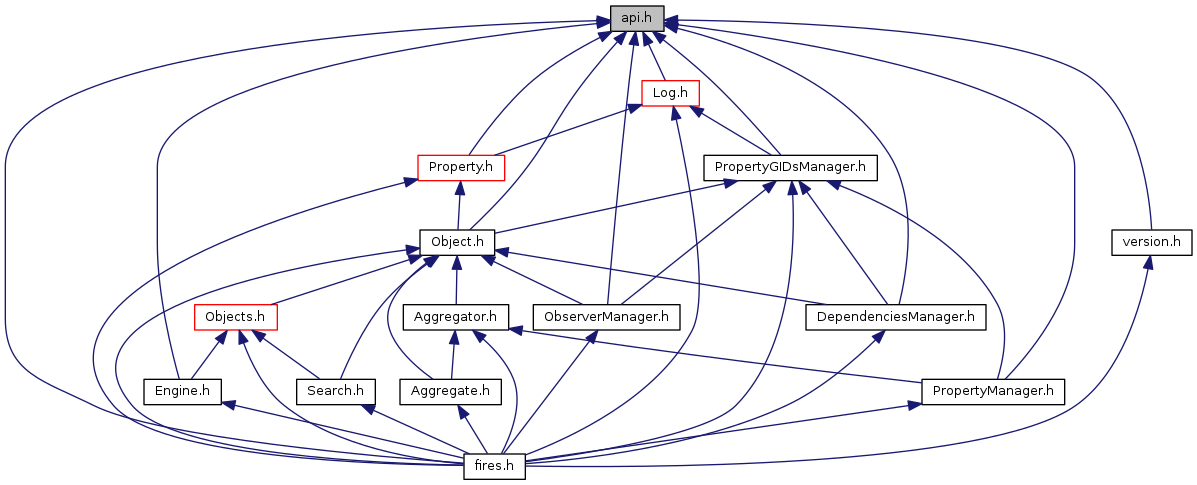 api.h
Log.h
Property.h
PropertyGIDsManager.h
Object.h
version.h
Objects.h
Aggregator.h
ObserverManager.h
DependenciesManager.h
Engine.h
Search.h
Aggregate.h
PropertyManager.h
fires.h